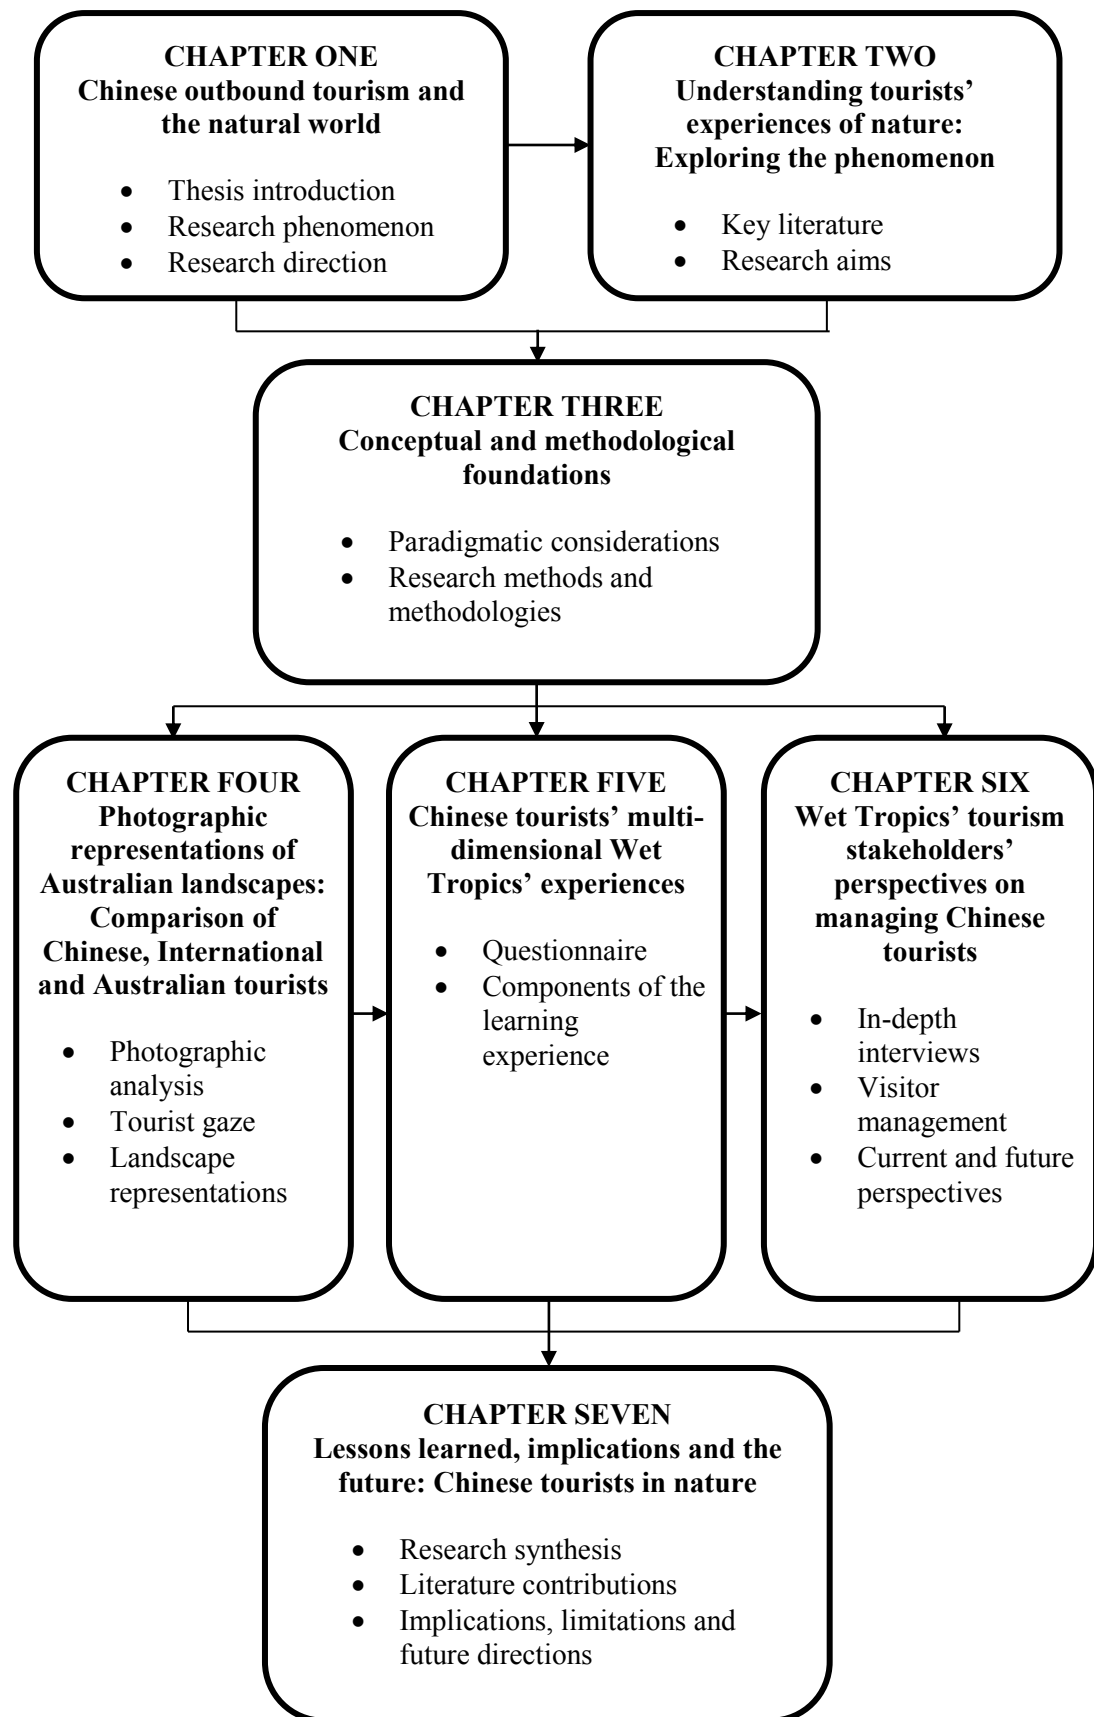 CHAPTER ONE
Chinese outbound tourism and
the natural world
• Thesis introduction
• Research phenomenon
• Research direction
CHAPTER TWO
Understanding tourists’
experiences of nature:
Exploring the phenomenon
• Key literature
• Research aims
CHAPTER THREE
Conceptual and methodological
foundations
• Paradigmatic considerations
• Research methods and
methodologies
CHAPTER FOUR
Photographic
representations of
Australian landscapes:
Comparison of
Chinese, International
and Australian tourists
• Photographic
analysis
• Tourist gaze
• Landscape
representations
CHAPTER FIVE
Chinese tourists’ multi-
dimensional Wet
Tropics’ experiences
• Questionnaire
• Components of the
learning
experience
CHAPTER SIX
Wet Tropics’ tourism
stakeholders’
perspectives on
managing Chinese
tourists
• In-depth
interviews
• Visitor
management
• Current and future
perspectives
CHAPTER SEVEN
Lessons learned, implications and the
future: Chinese tourists in nature
• Research synthesis
• Literature contributions
• Implications, limitations and
future directions